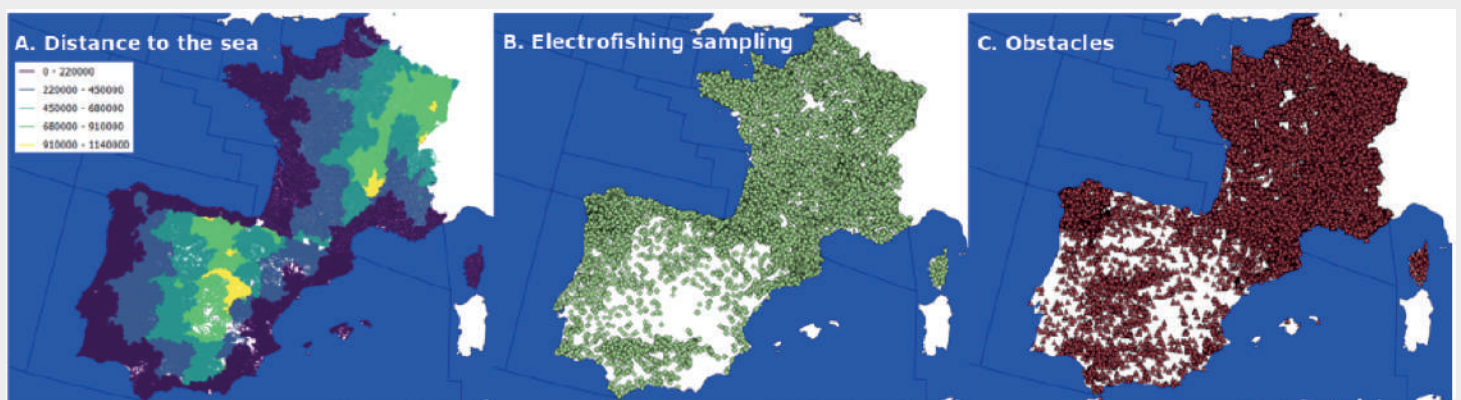 A. Distance to the sea
0 - 220000
220000 - 450000
450000 - 680000
680000 - 910000
910000 - 1140000
B. Electrofishing sampling
C. Obstacles